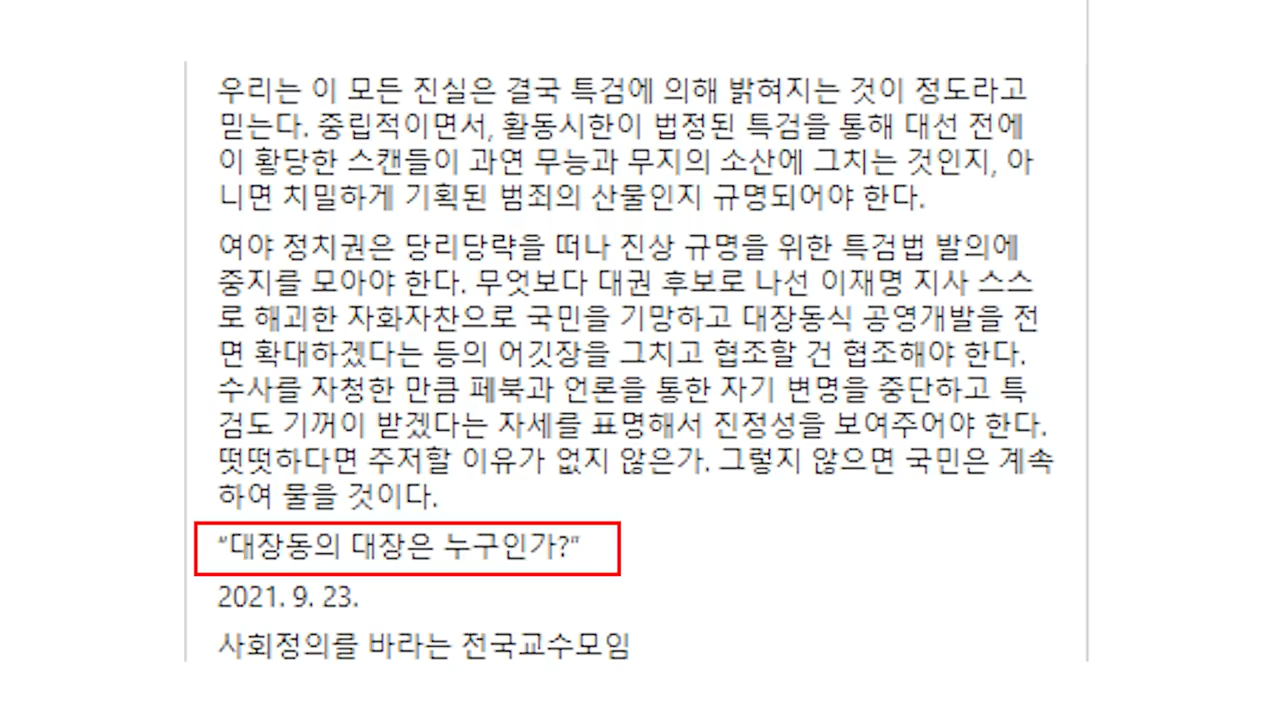 우리는 이 모든 진실은 결국 특검에 의해 밝혀지는 것이 정도라고
믿는다. 중립적이면서, 활동시한이 법정된 특검을 통해 대선 전에
이 황당한 스캔들이 과연 무능과 무지의 소산에 그치는 것인지, 아
니면 치밀하게 기획된 범죄의 산물인지 규명되어야 한다.
여야 정치권은 당리당략을 떠나 진상 규명을 위한 특검법 발의에
중지를 모아야 한다. 무엇보다 대권 후보로 나선 이재명 지사 스스
로 해괴한 자화자찬으로 국민을 기망하고 대장동식 공영개발을 전
면 확대하겠다는 등의 어깃장을 그치고 협조할 건 협조해야 한다.
수사를 자청한 만큼 페북과 언론을 통한 자기 변명을 중단하고 특
검도 기꺼이 받겠다는 자세를 표명해서 진정성을 보여주어야 한다.
떳떳하다면 주저할 이유가 없지 않은가. 그렇지 않으면 국민은 계속
하여 물을 것이다.
“대장동의 대장은 누구인가?”
2021. 9. 23.
사회정의를 바라는 전국교수모임